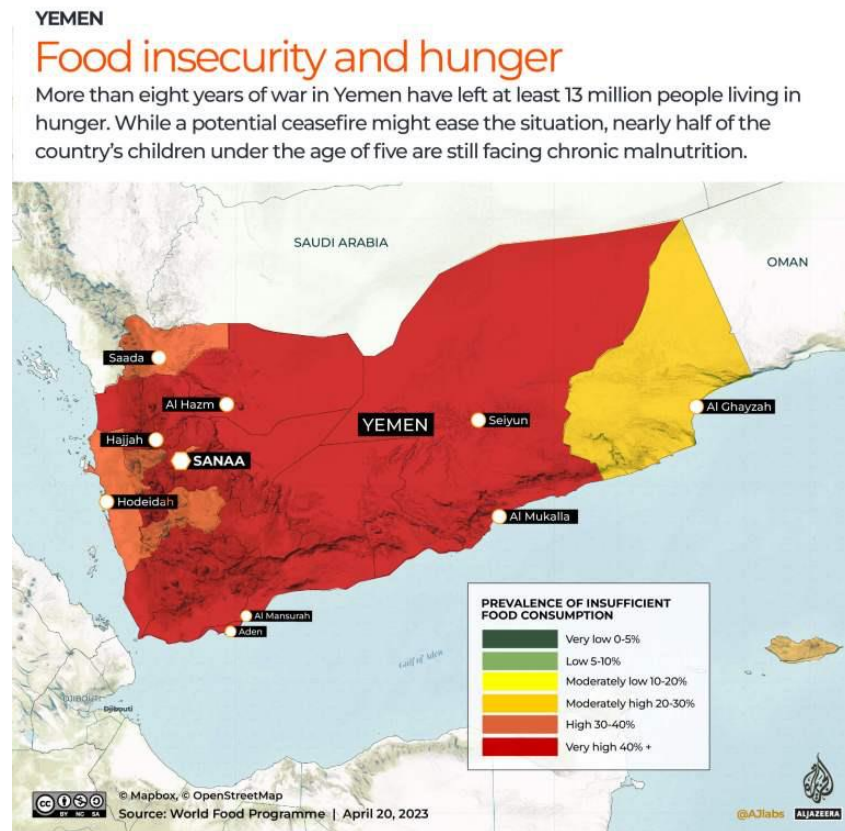 YEMEN
Food insecurity and hunger
More than eight years of war in Yemen have left at least 13 million people living in
hunger. While a potential ceasefire might ease the situation, nearly half of the
country's children under the age of five are still facing chronic malnutrition.
SAUDI ARABIA
OMAN
Saada
Al Hazm
Al Ghayzah
YEMEN
Seiyun
Hajjah
SANAA
Hodeidah
Al Mukalla
Al Mansurah
Aden
Gulf of Aden
Djibouti
Djibouti
PREVALENCE OF INSUFFICIENT
FOOD CONSUMPTION
Very low 0-5%
Low 5-10%
Moderately low 10-20%
Moderately high 20-30%
High 30-40%
Very high 40% +
CC BY NC SA
© Mapbox, © OpenStreetMap
Source: World Food Programme | April 20, 2023
@AJlabs
ALJAZEERA